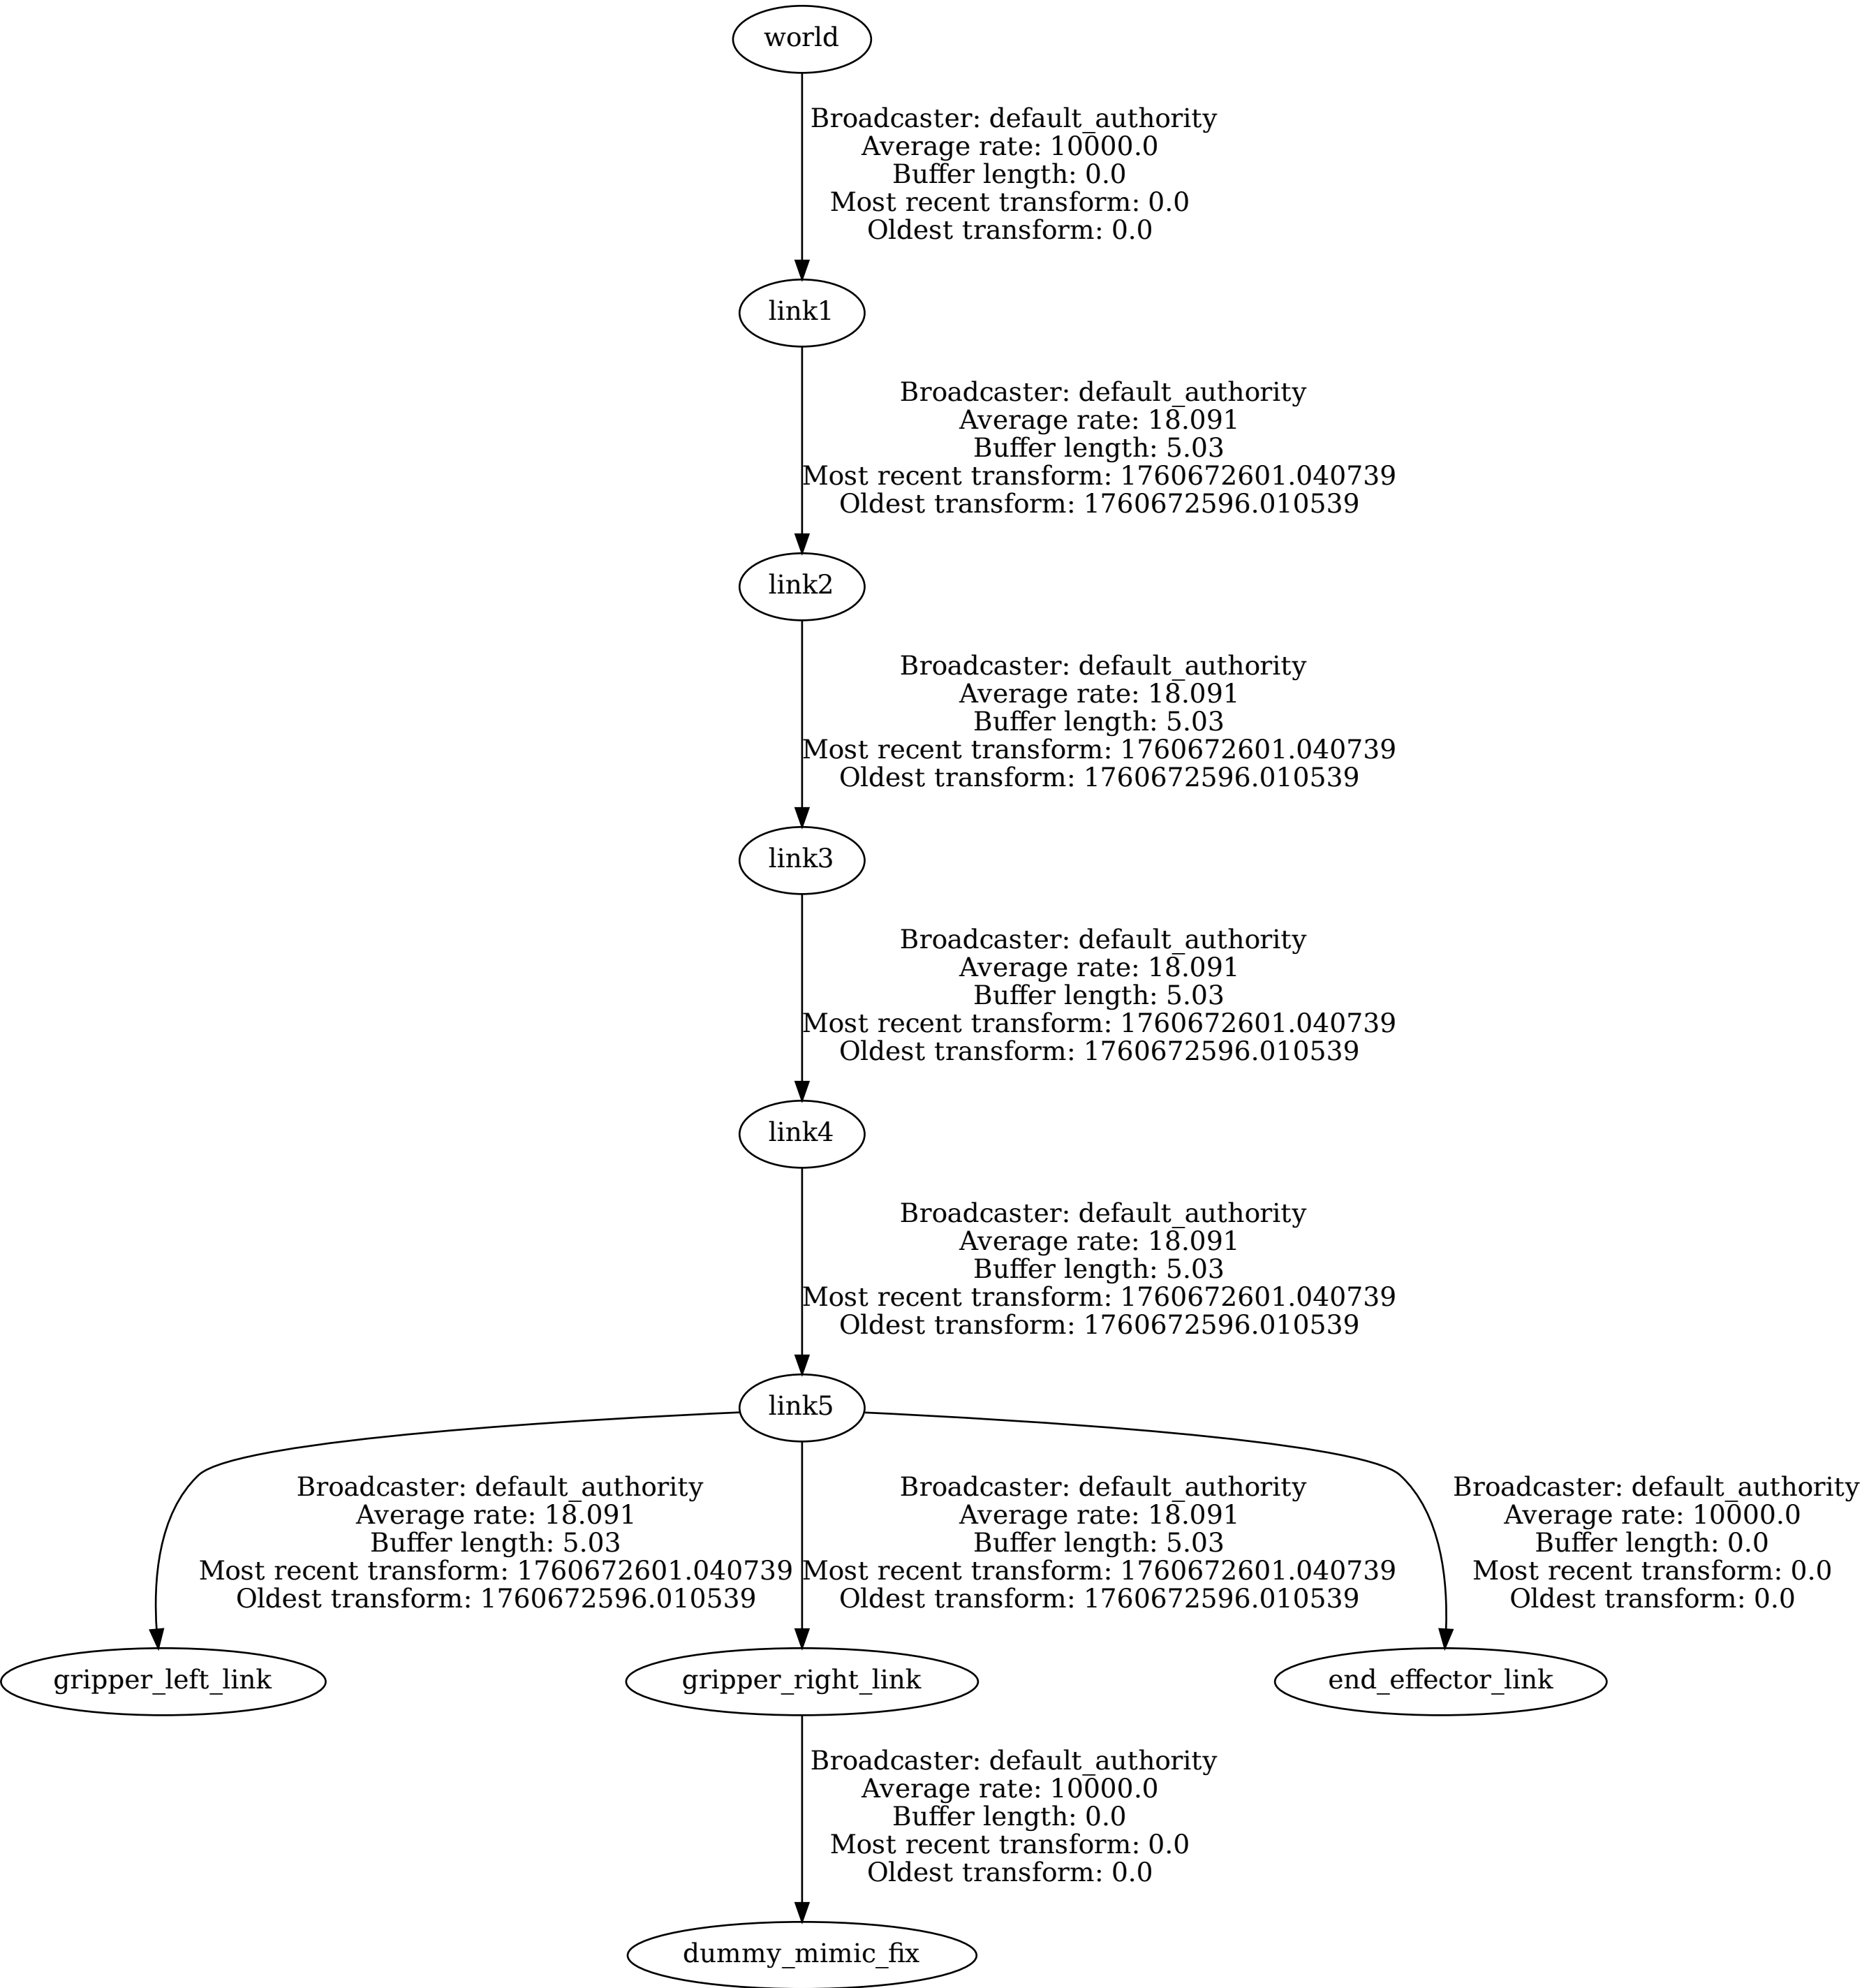 world
Broadcaster: default_authority
Average rate: 10000.0
Buffer length: 0.0
Most recent transform: 0.0
Oldest transform: 0.0
link1
Broadcaster: default_authority
Average rate: 18.091
Buffer length: 5.03
Most recent transform: 1760672601.040739
Oldest transform: 1760672596.010539
link2
Broadcaster: default_authority
Average rate: 18.091
Buffer length: 5.03
Most recent transform: 1760672601.040739
Oldest transform: 1760672596.010539
link3
Broadcaster: default_authority
Average rate: 18.091
Buffer length: 5.03
Most recent transform: 1760672601.040739
Oldest transform: 1760672596.010539
link4
Broadcaster: default_authority
Average rate: 18.091
Buffer length: 5.03
Most recent transform: 1760672601.040739
Oldest transform: 1760672596.010539
link5
Broadcaster: default_authority
Average rate: 18.091
Buffer length: 5.03
Most recent transform: 1760672601.040739
Oldest transform: 1760672596.010539
Broadcaster: default_authority
Average rate: 18.091
Buffer length: 5.03
Most recent transform: 1760672601.040739
Oldest transform: 1760672596.010539
Broadcaster: default_authority
Average rate: 10000.0
Buffer length: 0.0
Most recent transform: 0.0
Oldest transform: 0.0
gripper_left_link
gripper_right_link
end_effector_link
Broadcaster: default_authority
Average rate: 10000.0
Buffer length: 0.0
Most recent transform: 0.0
Oldest transform: 0.0
dummy_mimic_fix